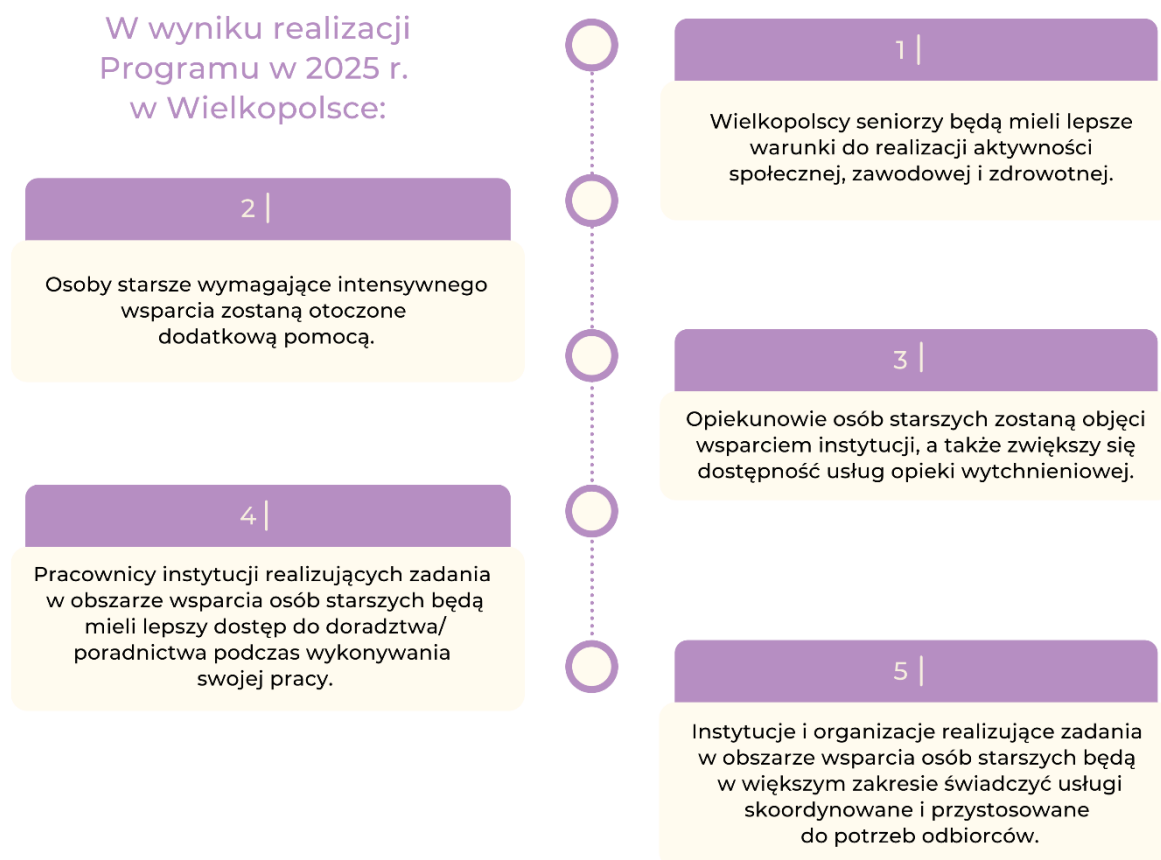 W wyniku realizacji
Programu w 2025 r.
w Wielkopolsce:
1 |
Wielkopolscy seniorzy będą mieli lepsze
warunki do realizacji aktywności
społecznej, zawodowej i zdrowotnej.
2 |
Osoby starsze wymagające intensywnego
wsparcia zostaną otoczone
dodatkową pomocą.
3 |
Opiekunowie osób starszych zostaną objęci
wsparciem instytucji, a także zwiększy się
dostępność usług opieki wytchnieniowej.
4 |
Pracownicy instytucji realizujących zadania
w obszarze wsparcia osób starszych będą
mieli lepszy dostęp do doradztwa/
poradnictwa podczas wykonywania
swojej pracy.
5 |
Instytucje i organizacje realizujące zadania
w obszarze wsparcia osób starszych będą
w większym zakresie świadczyć usługi
skoordynowane i przystosowane
do potrzeb odbiorców.